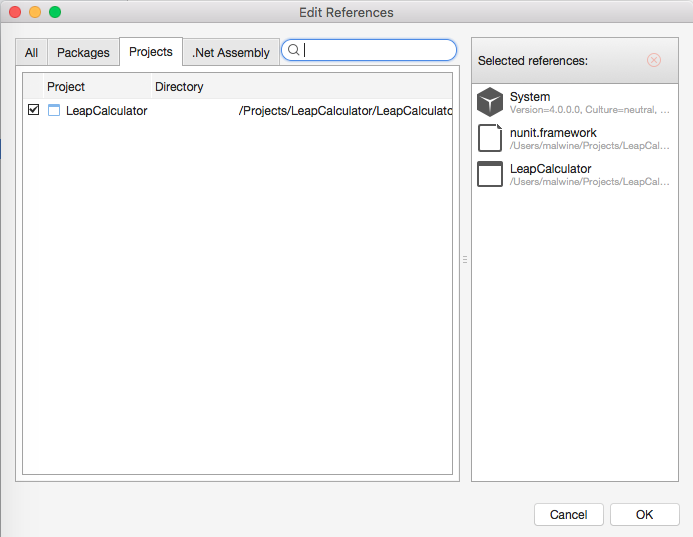 Edit References
All
Packages
Projects
.Net Assembly
Selected references:
Project
Directory
LeapCalculator
/Projects/LeapCalculator/LeapCalculato
System
Version=4.0.0.0, Culture=neutral, ...
nunit.framework
/Users/malwine/Projects/LeapCal...
LeapCalculator
/Users/malwine/Projects/LeapCal...
Cancel
OK